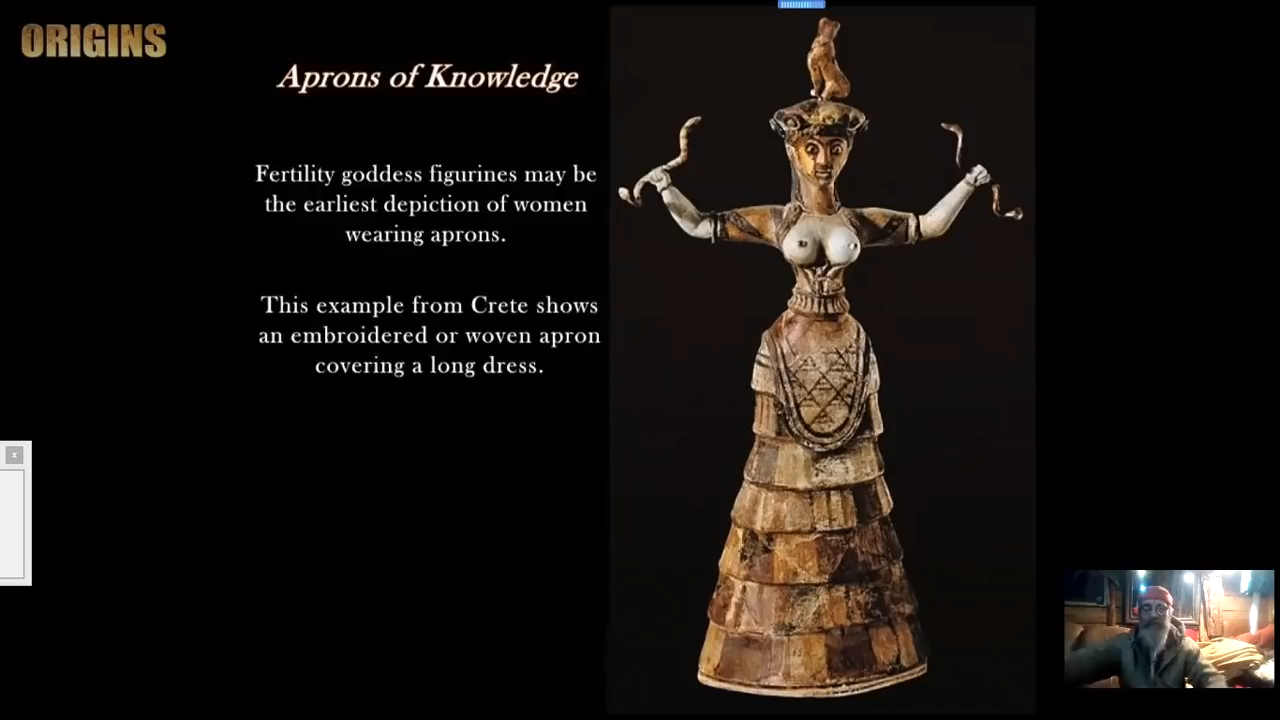 ORIGINS
Aprons of Knowledge
Fertility goddess figurines may be
the earliest depiction of women
wearing aprons.
This example from Crete shows
an embroidered or woven apron
covering a long dress.
x